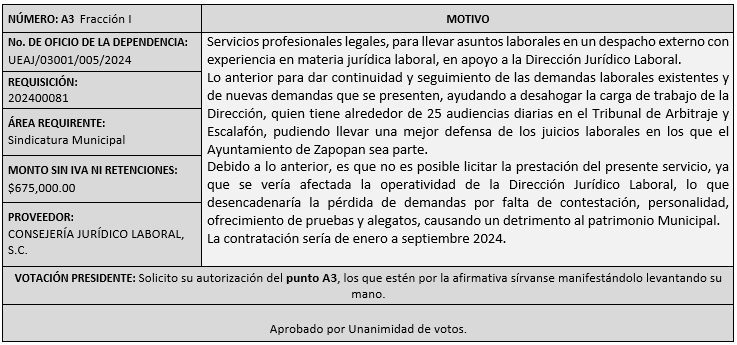 NÚMERO: A3 Fracción I
MOTIVO
No. DE OFICIO DE LA DEPENDENCIA:
UEAJ/03001/005/2024
REQUISICIÓN:
202400081
ÁREA REQUIRENTE:
Sindicatura Municipal
MONTO SIN IVA NI RETENCIONES:
$675,000.00
PROVEEDOR:
CONSEJERÍA JURÍDICO LABORAL,
S.C.
Servicios profesionales legales, para llevar asuntos laborales en un despacho externo con
experiencia en materia jurídica laboral, en apoyo a la Dirección Jurídico Laboral.
Lo anterior para dar continuidad y seguimiento de las demandas laborales existentes y
de nuevas demandas que se presenten, ayudando a desahogar la carga de trabajo de la
Dirección, quien tiene alrededor de 25 audiencias diarias en el Tribunal de Arbitraje y
Escalafón, pudiendo llevar una mejor defensa de los juicios laborales en los que el
Ayuntamiento de Zapopan sea parte.
Debido a lo anterior, es que no es posible licitar la prestación del presente servicio, ya
que se vería afectada la operatividad de la Dirección Jurídico Laboral, lo que
desencadenaría la pérdida de demandas por falta de contestación, personalidad,
ofrecimiento de pruebas y alegatos, causando un detrimento al patrimonio Municipal.
La contratación sería de enero a septiembre 2024.
VOTACIÓN PRESIDENTE: Solicito su autorización del punto A3, los que estén por la afirmativa sírvanse manifestándolo levantando su
mano.
Aprobado por Unanimidad de votos.